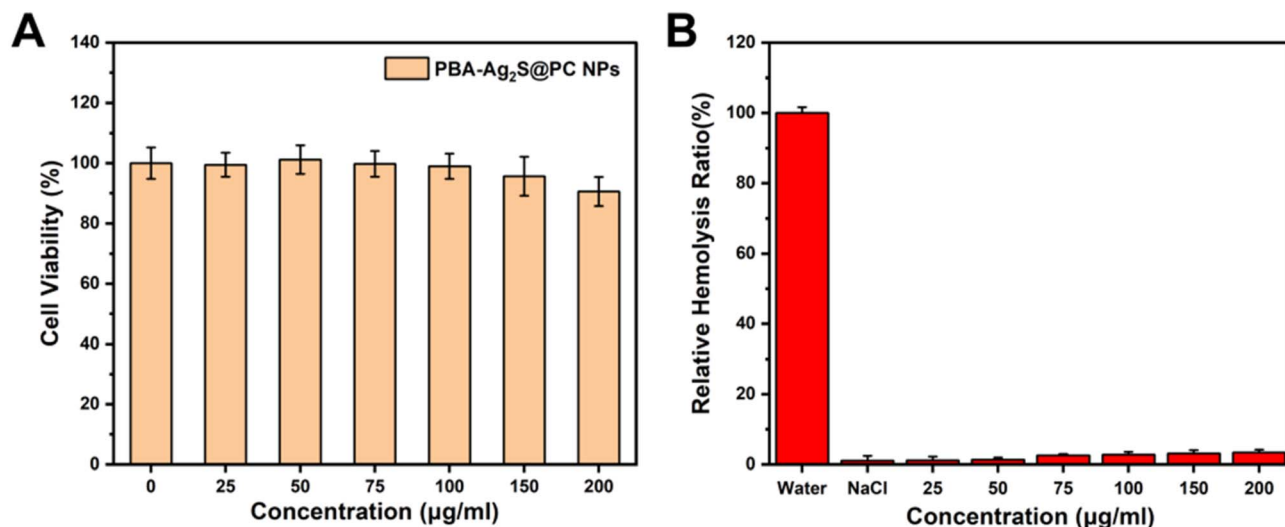 A
Cell Viability (%)
140
120
100
80
60
40
20
0
PBA-Ag₂S@PC NPs
0 25 50 75 100 150 200
Concentration (μg/ml)
B
Relative Hemolysis Ratio(%)
120
100
80
60
40
20
0
Water NaCl 25 50 75 100 150 200
Concentration (μg/ml)